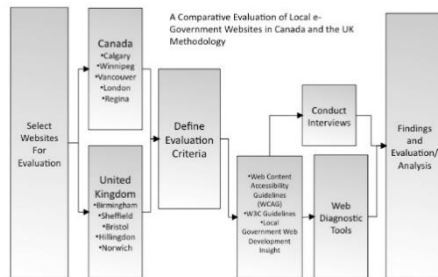 A Comparative Evaluation of Local e-
Government Websites in Canada and the UK
Methodology
Select
Websites
For
Evaluation
Canada
•Calgary
•Winnipeg
•Vancouver
•London
•Regina
United
Kingdom
•Birmingham
•Sheffield
•Bristol
•Hillingdon
•Norwich
Define
Evaluation
Criteria
•Web Content
Accessibility
Guidelines
(WCAG)
•W3C Guidelines
•Local
Government Web
Development
Insight
Conduct
Interviews
Web
Diagnostic
Tools
Findings
and
Evaluation/
Analysis